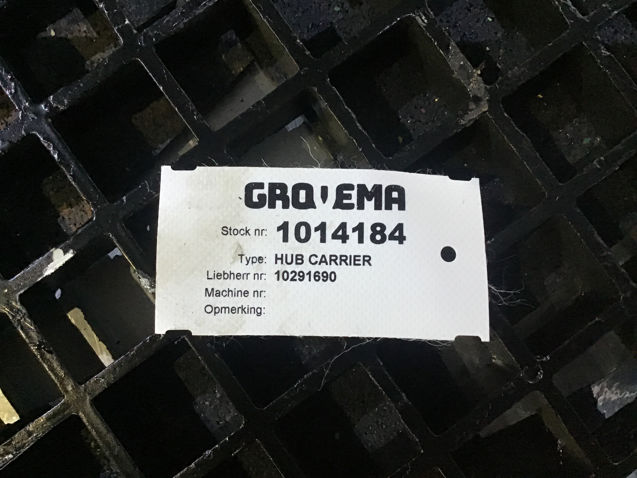 GROVEMA
Stock nr: 1014184
Type: HUB CARRIER
Liebherr nr: 10291690
Machine nr:
Opmerking: